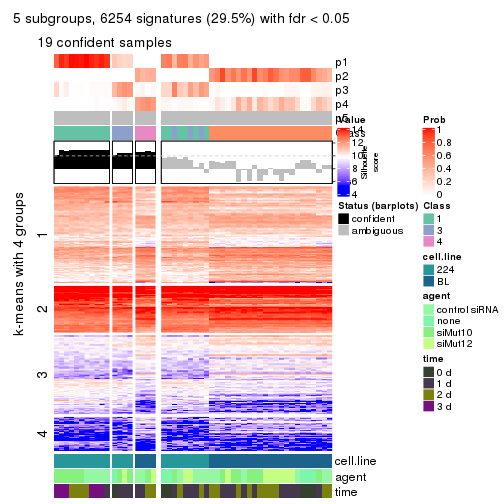 5 subgroups, 6254 signatures (29.5%) with fdr < 0.05
19 confident samples
p1
p2
p3
p4
p5
Class
Silhouette
score
k-means with 4 groups
1
2
3
4
cell.line
agent
time
Value
14
12
10
8
6
4
Status (barplots)
confident
ambiguous
Prob
1
0.8
0.6
0.4
0.2
0
Class
1
3
4
cell.line
224
BL
agent
control siRNA
none
siMut10
siMut12
time
0 d
1 d
2 d
3 d